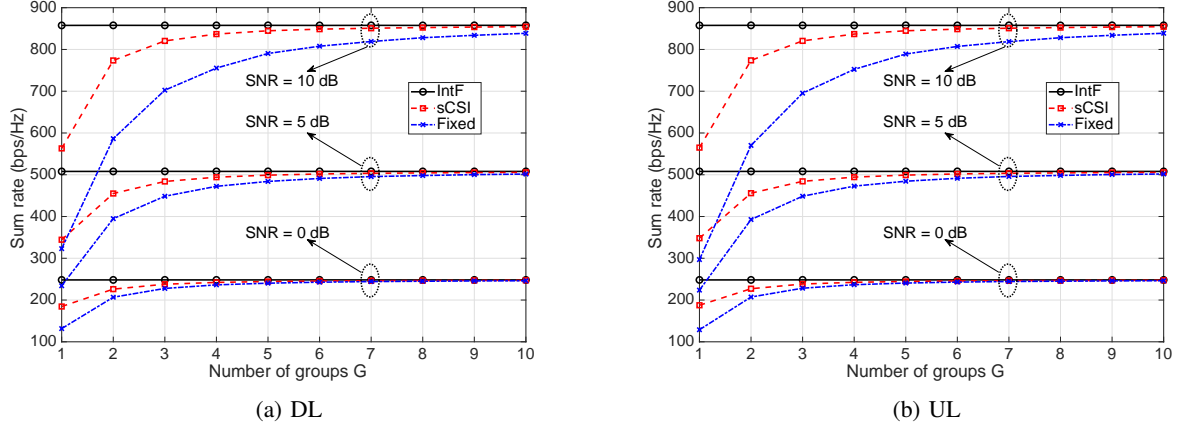 900
800
700
600
500
400
300
200
100
Sum rate (bps/Hz)
SNR = 10 dB
IntF
sCSI
Fixed
SNR = 5 dB
SNR = 0 dB
1 2 3 4 5 6 7 8 9 10
Number of groups G
(a) DL
900
800
700
600
500
400
300
200
100
Sum rate (bps/Hz)
SNR = 10 dB
IntF
sCSI
Fixed
SNR = 5 dB
SNR = 0 dB
1 2 3 4 5 6 7 8 9 10
Number of groups G
(b) UL